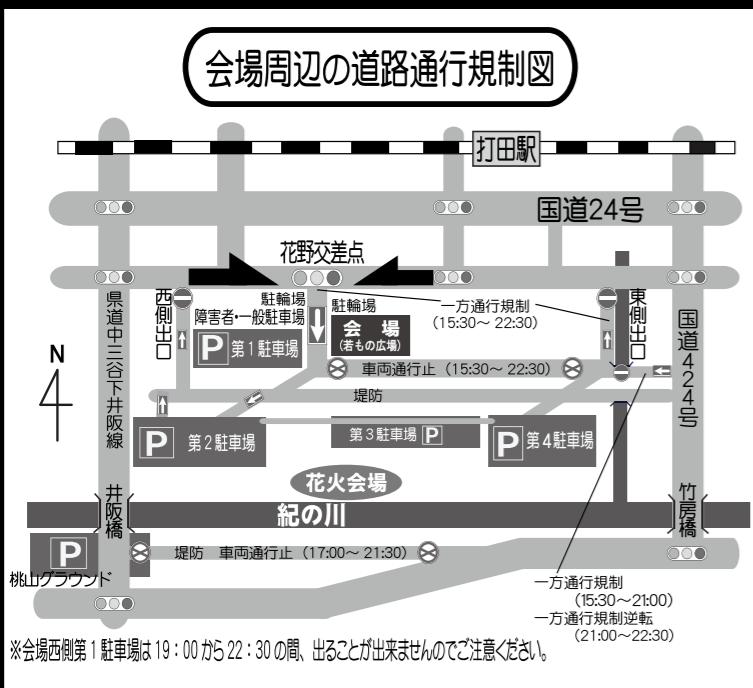 会場周辺の道路通行規制図
打田駅
国道24号
花野交差点
西側出口
駐輪場
障害者・一般駐車場
P 第1駐車場
駐輪場
会場
(若もの広場)
一方通行規制
(15:30～22:30)
東側出口
県道中三谷下井阪線
国道424号
N
車両通行止(15:30～22:30)
堤防
P 第2駐車場
第3駐車場 P
P 第4駐車場
花火会場
紀の川
井阪橋
竹房橋
P
桃山グラウンド
堤防 車両通行止(17:00～21:30)
一方通行規制
(15:30～21:00)
一方通行規制逆転
(21:00～22:30)
※会場西側第1駐車場は19：00から22：30の間、出ることが出来ませんのでご注意ください。